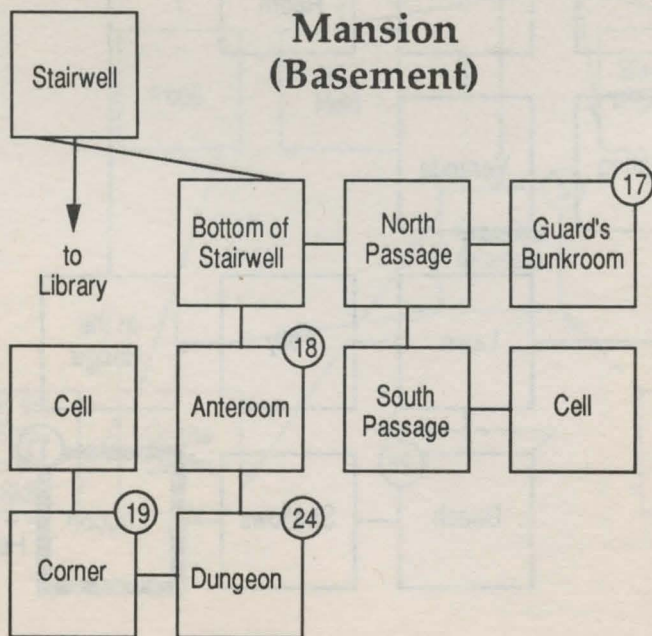 Mansion
(Basement)
Stairwell
to
Library
Bottom of
Stairwell
North
Passage
17
Guard's
Bunkroom
Cell
18
Anteroom
South
Passage
Cell
19
Corner
24
Dungeon